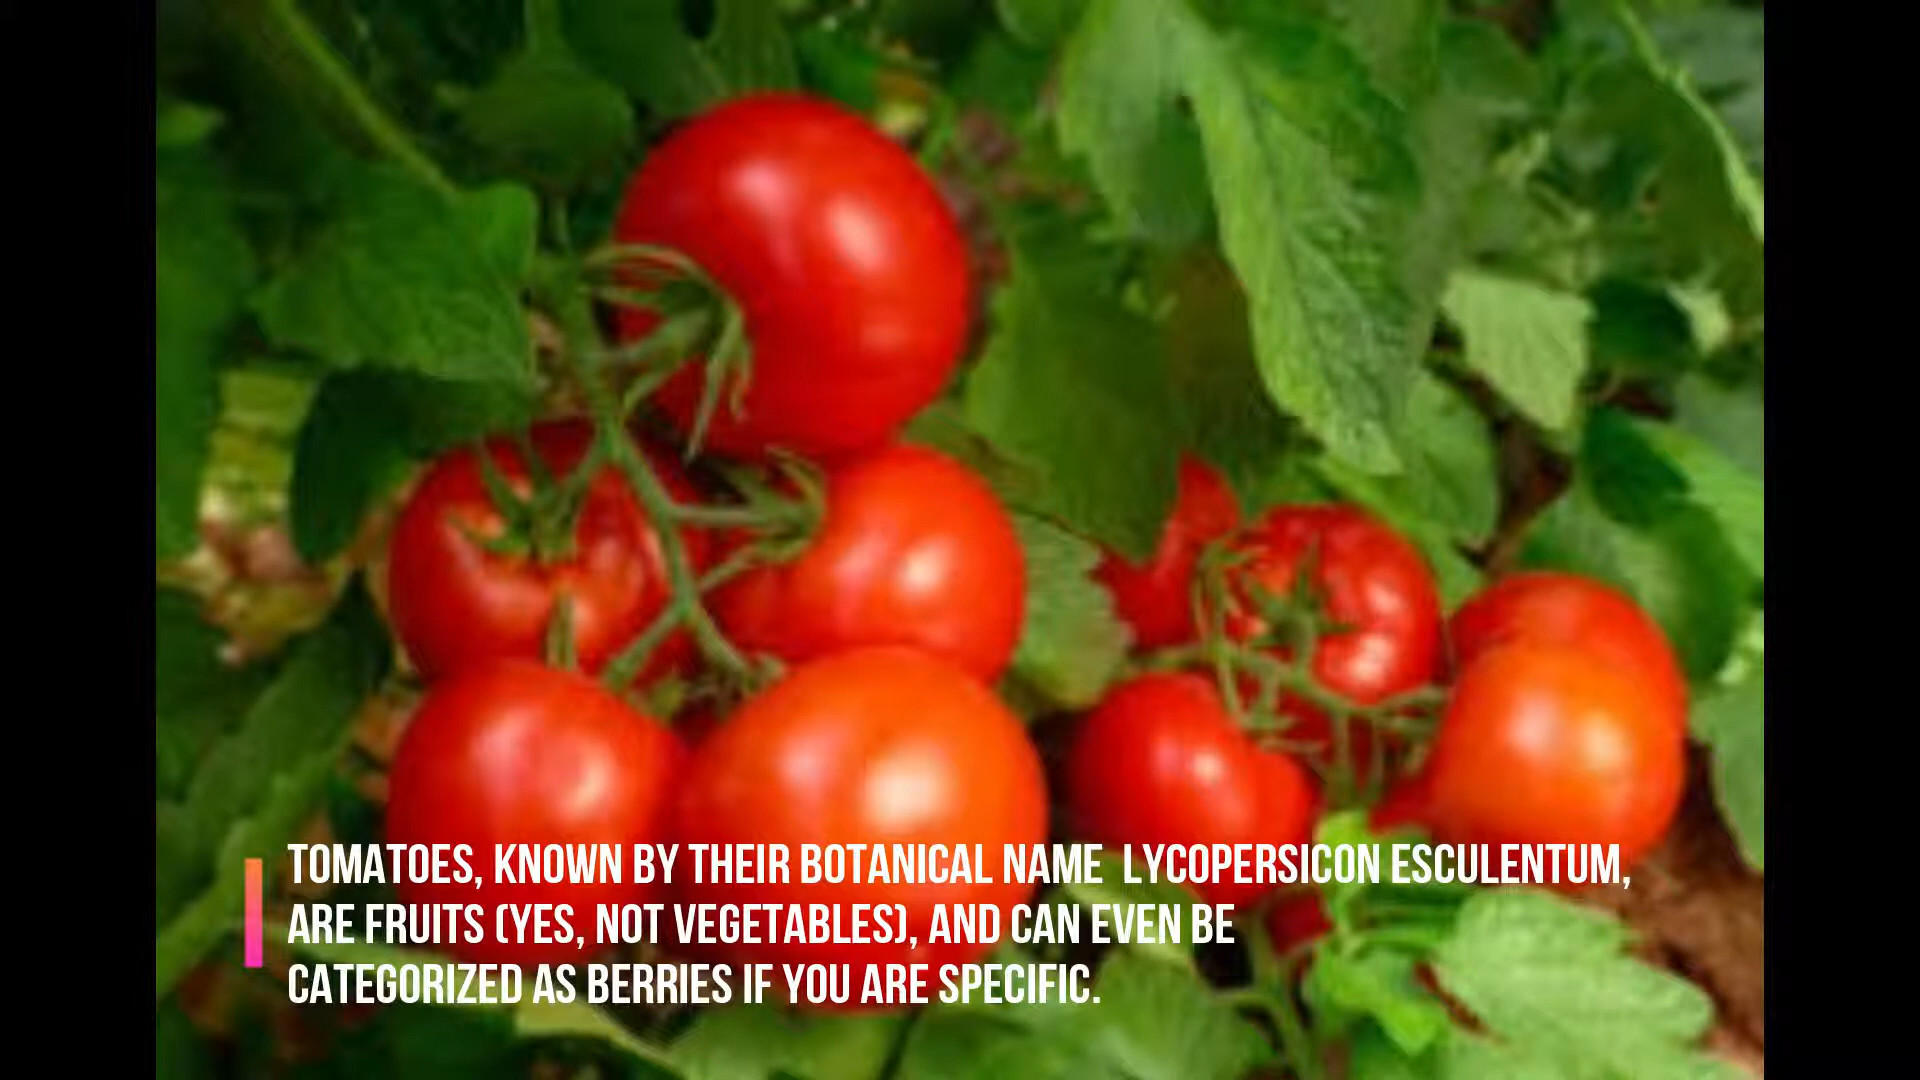 TOMATOES, KNOWN BY THEIR BOTANICAL NAME  LYCOPERSICON ESCULENTUM,
ARE FRUITS (YES, NOT VEGETABLES), AND CAN EVEN BE
CATEGORIZED AS BERRIES IF YOU ARE SPECIFIC.